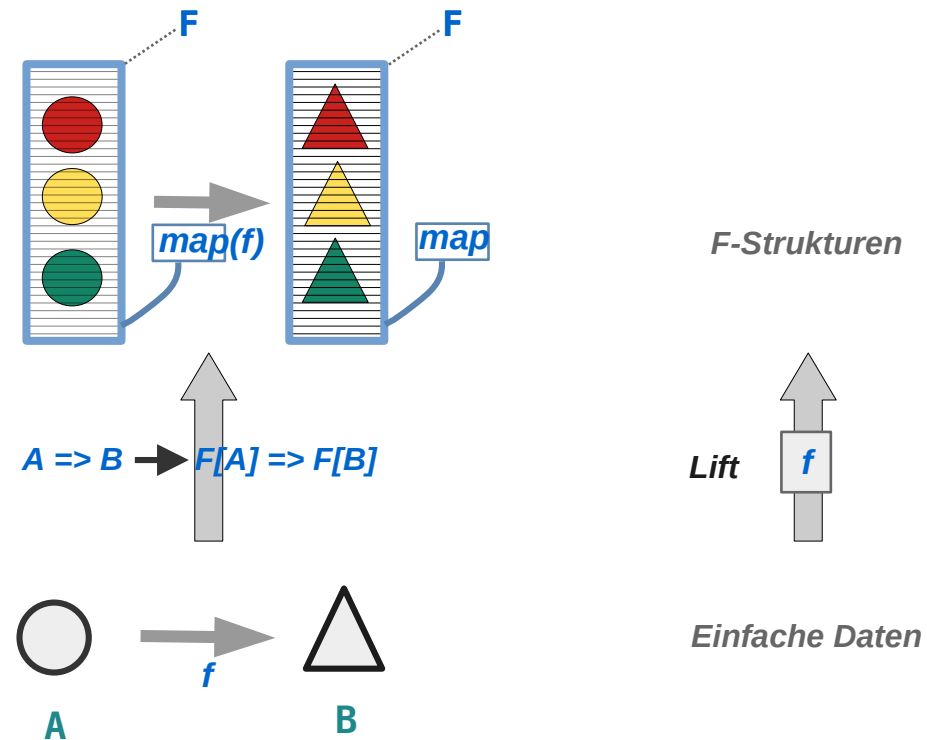 F
F
map(f)
map
F-Strukturen
A => B
F[A] => F[B]
Lift
f
f
Einfache Daten
A
B